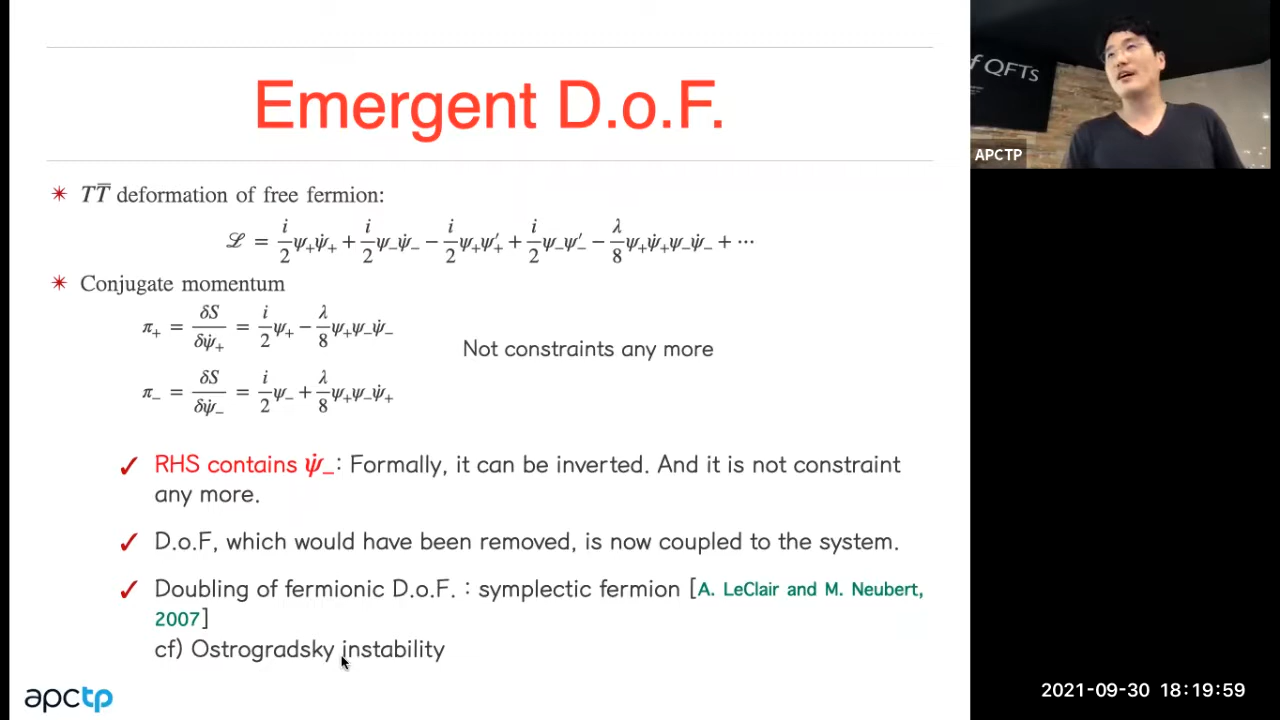 Emergent D.o.F.
✴ TT̅ deformation of free fermion:
ℒ = i/2 ψ₊ψ̇₊ + i/2 ψ₋ψ̇₋ − i/2 ψ₊ψ′₊ + i/2 ψ₋ψ′₋ − λ/8 ψ₊ψ̇₊ψ₋ψ̇₋ + ⋯
✴ Conjugate momentum
π₊ = δS/δψ̇₊ = i/2 ψ₊ − λ/8 ψ₊ψ₋ψ̇₋
Not constraints any more
π₋ = δS/δψ̇₋ = i/2 ψ₋ + λ/8 ψ₊ψ₋ψ̇₊
✓ RHS contains ψ̇₋: Formally, it can be inverted. And it is not constraint
any more.
✓ D.o.F, which would have been removed, is now coupled to the system.
✓ Doubling of fermionic D.o.F. : symplectic fermion [A. LeClair and M. Neubert,
2007]
cf) Ostrogradsky instability
apctp
f QFTs
APCTP
2021-09-30 18:19:59